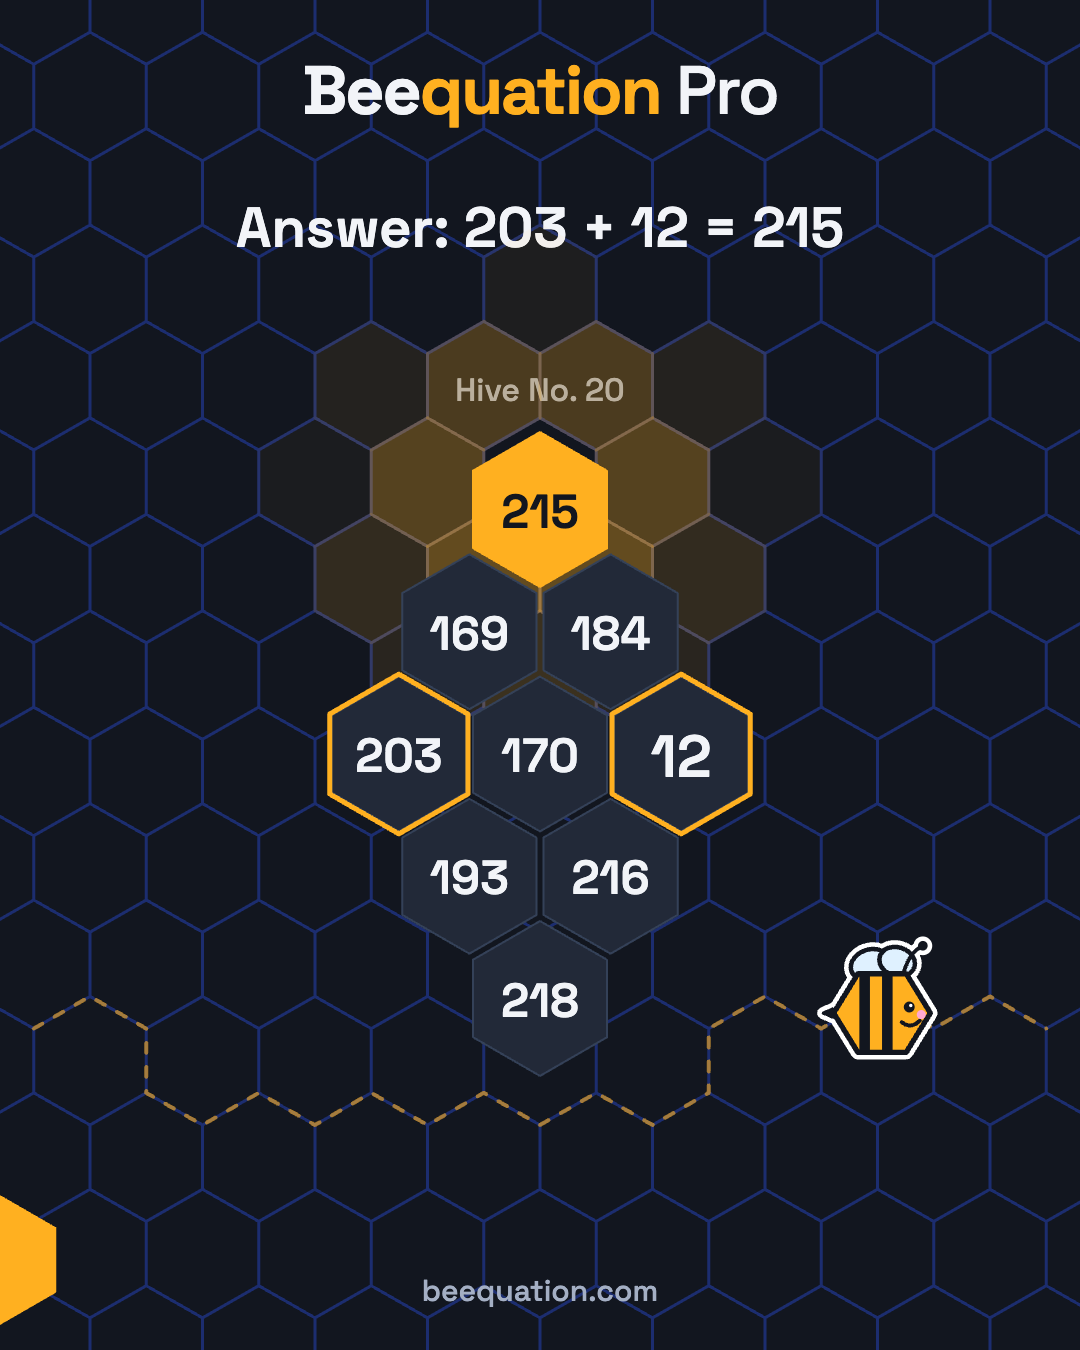 Beequation Pro
Answer: 203 + 12 = 215
Hive No. 20
215
169 184
203 170 12
193 216
218
beequation.com